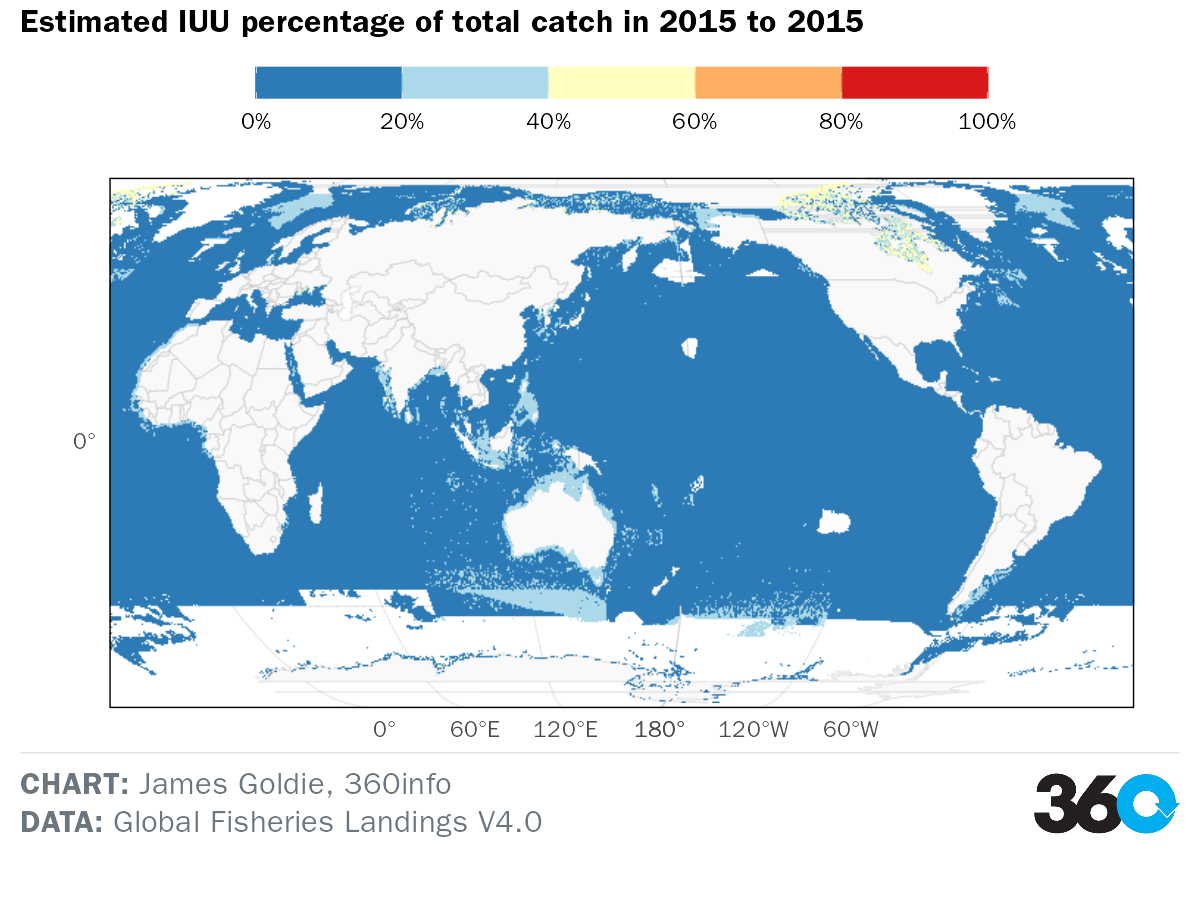 Estimated IUU percentage of total catch in 2015 to 2015
0% 20% 40% 60% 80% 100%
0°
0° 60°E 120°E 180° 120°W 60°W
CHART: James Goldie, 360info
DATA: Global Fisheries Landings V4.0
360